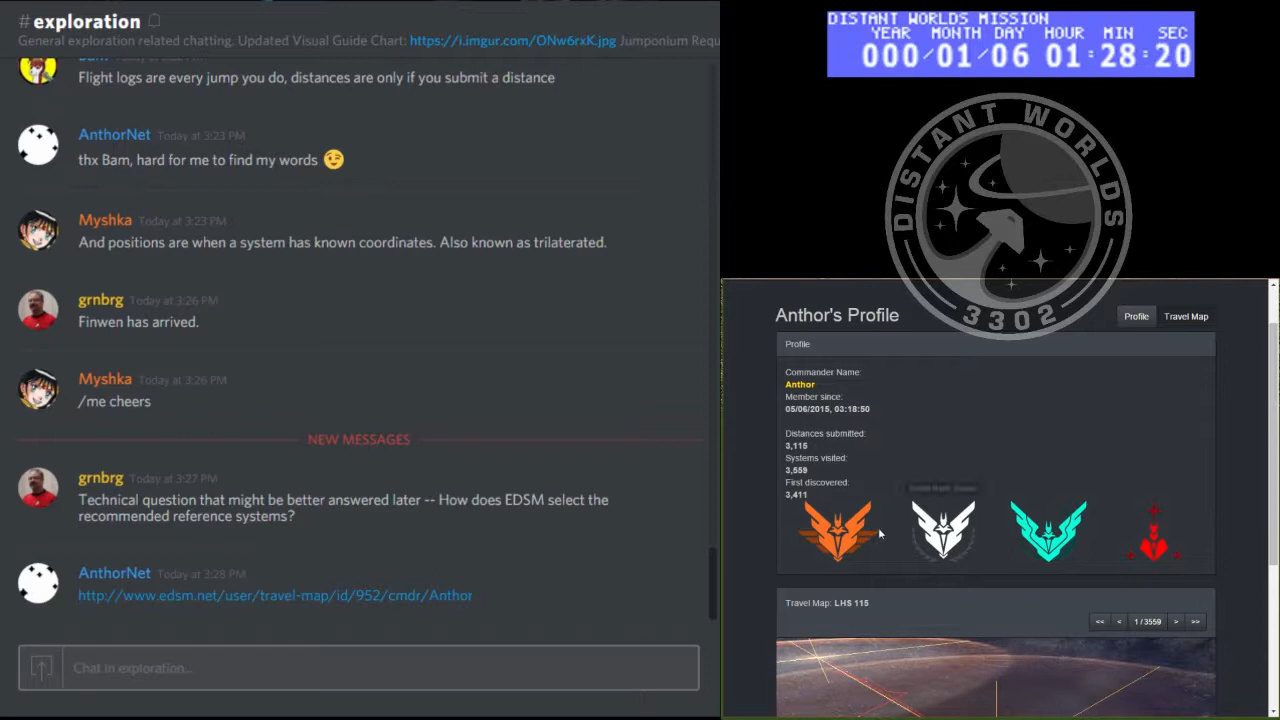 #exploration
General exploration related chatting. Updated Visual Guide Chart: https://i.imgur.com/ONw6rxK.jpg Jumponium Requ
Flight logs are every jump you do, distances are only if you submit a distance
AnthorNet Today at 3:23 PM
thx Bam, hard for me to find my words
Myshka Today at 3:23 PM
And positions are when a system has known coordinates. Also known as trilaterated.
grnbrg Today at 3:26 PM
Finwen has arrived.
Myshka Today at 3:26 PM
/me cheers
NEW MESSAGES
grnbrg Today at 3:27 PM
Technical question that might be better answered later -- How does EDSM select the
recommended reference systems?
AnthorNet Today at 3:28 PM
http://www.edsm.net/user/travel-map/id/952/cmdr/Anthor
Chat in exploration...
DISTANT WORLDS MISSION
YEAR MONTH DAY HOUR MIN SEC
000/01/06 01:28:20
DISTANT WORLDS
3302
Anthor's Profile
Profile Travel Map
Profile
Commander Name:
Anthor
Member since:
05/06/2015, 03:18:50
Distances submitted:
3,115
Systems visited:
3,559
First discovered:
3,411
Travel Map: LHS 115
<< < 1 / 3559 > >>